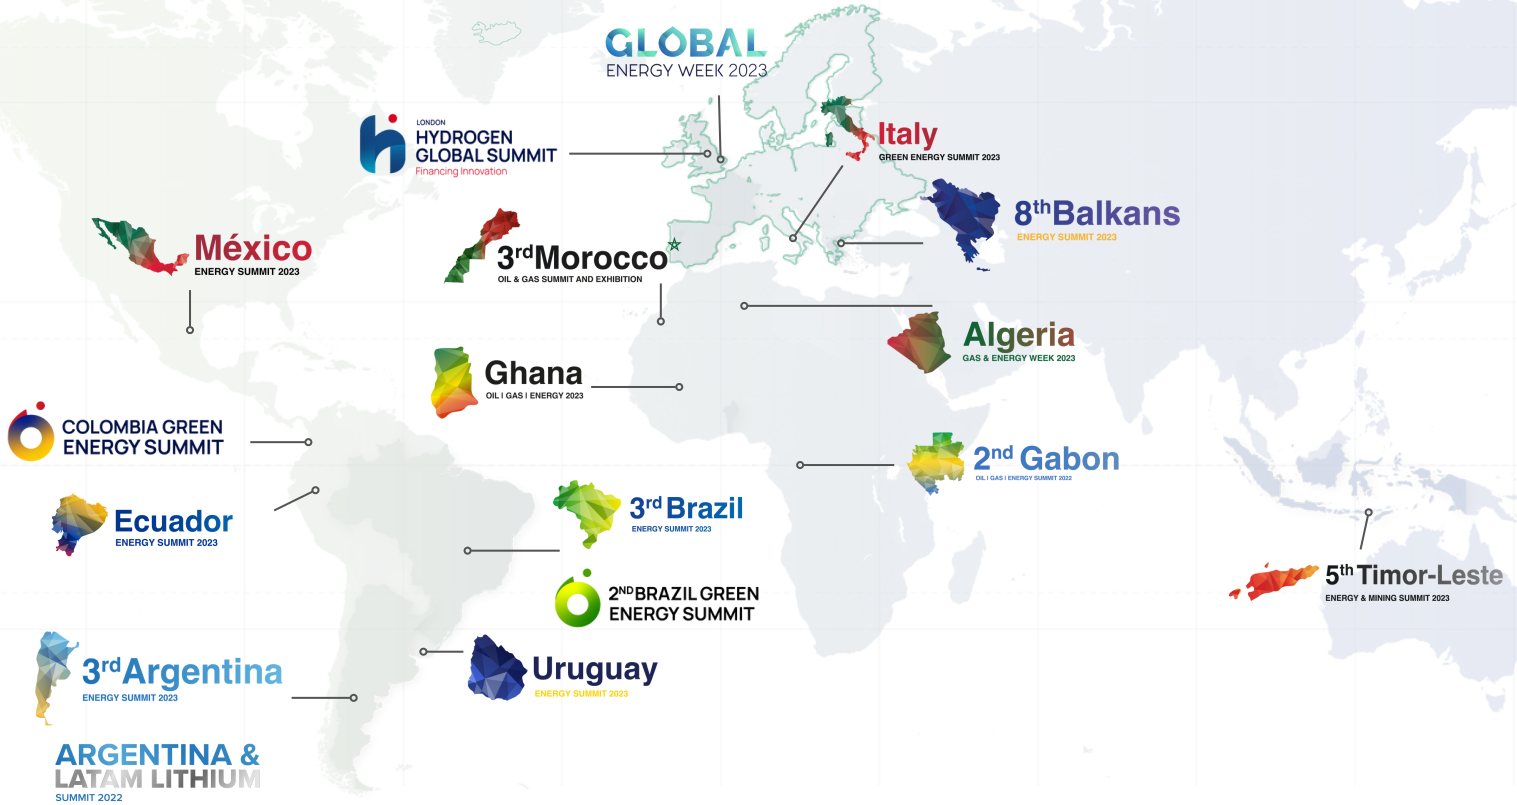 GLOBAL
ENERGY WEEK 2023
LONDON
HYDROGEN
GLOBAL SUMMIT
Financing Innovation
Italy
GREEN ENERGY SUMMIT 2023
8thBalkans
ENERGY SUMMIT 2023
México
ENERGY SUMMIT 2023
3rdMorocco
OIL & GAS SUMMIT AND EXHIBITION
Algeria
GAS & ENERGY WEEK 2023
Ghana
OIL | GAS | ENERGY 2023
COLOMBIA GREEN
ENERGY SUMMIT
2nd Gabon
OIL | GAS | ENERGY SUMMIT 2022
Ecuador
ENERGY SUMMIT 2023
3rd Brazil
ENERGY SUMMIT 2023
2ND BRAZIL GREEN
ENERGY SUMMIT
5th Timor-Leste
ENERGY & MINING SUMMIT 2023
3rdArgentina
ENERGY SUMMIT 2023
Uruguay
ENERGY SUMMIT 2023
ARGENTINA &
LATAM LITHIUM
SUMMIT 2022